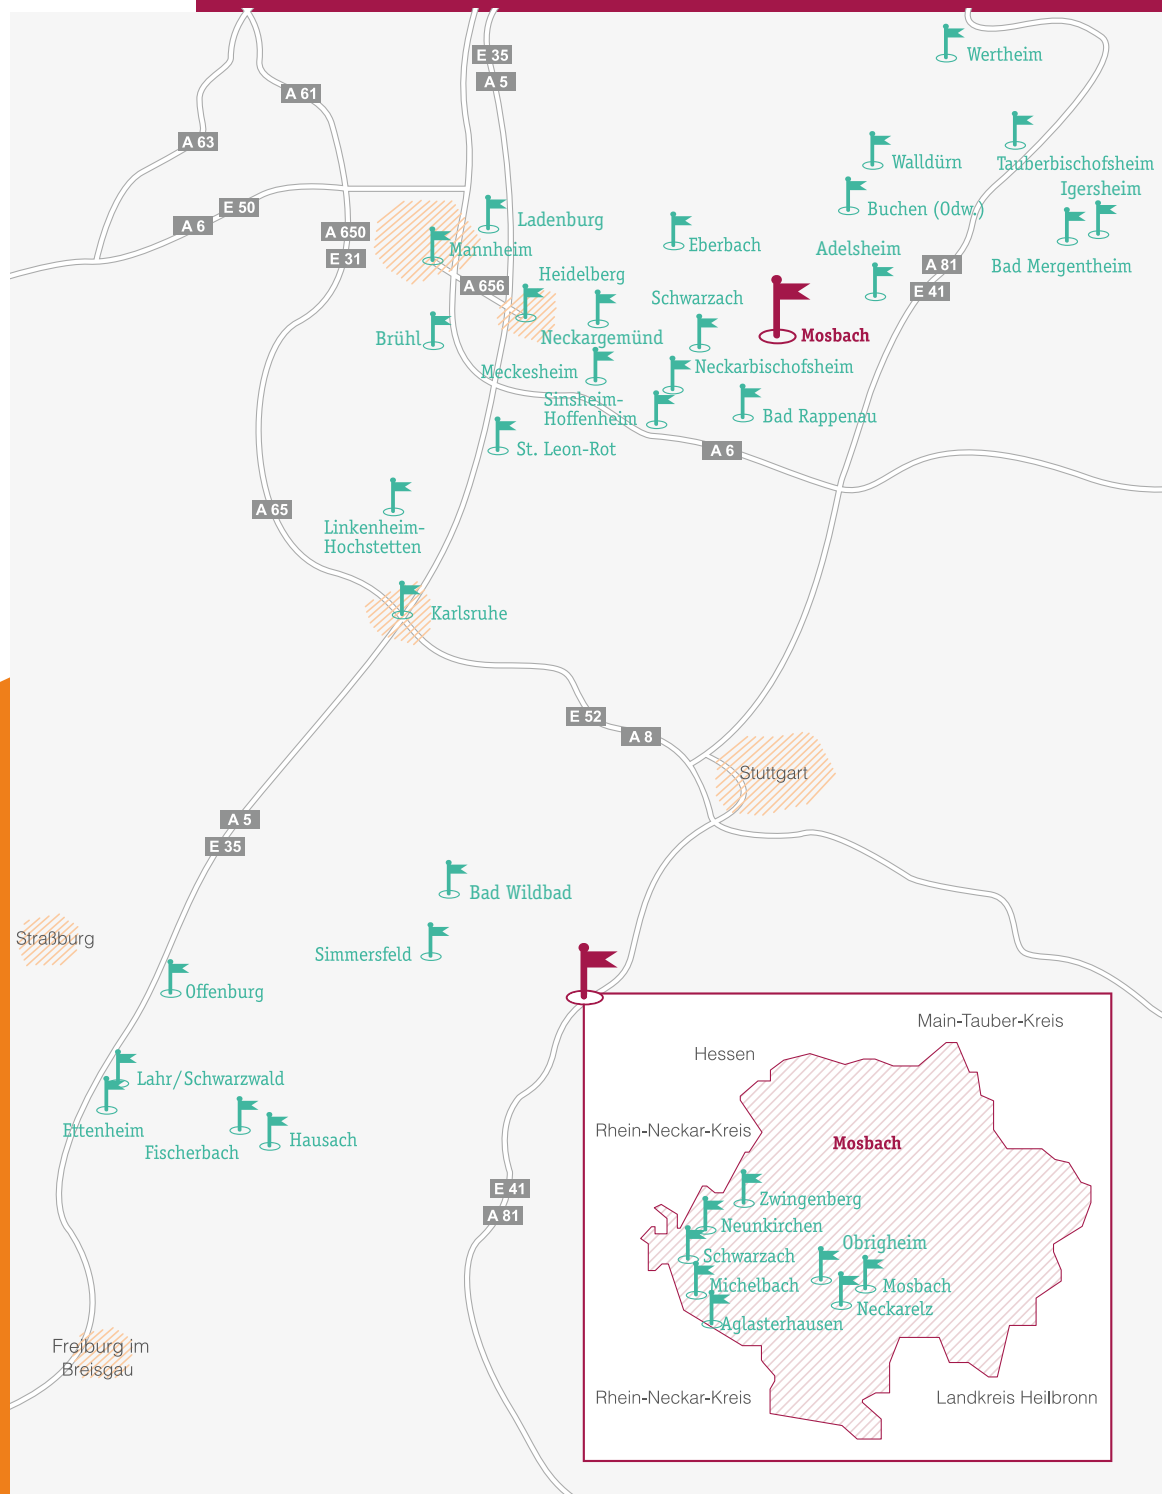 E 35
Wertheim
A 5
A 61
A 63
Walldürn
Tauberbischofsheim
Igersheim
E 50
Buchen (Odw.)
A 6
Ladenburg
A 650
Eberbach
Mannheim
Adelsheim
E 31
A 81
Bad Mergentheim
Heidelberg
A 656
E 41
Schwarzach
Brühl
Neckargemünd
Mosbach
Meckesheim
Neckarbischofsheim
Sinsheim-
Hoffenheim
Bad Rappenau
St. Leon-Rot
A 6
A 65
Linkenheim-
Hochstetten
Karlsruhe
E 52
A 8
Stuttgart
A 5
E 35
Bad Wildbad
Straßburg
Simmersfeld
Offenburg
Main-Tauber-Kreis
Hessen
Lahr/Schwarzwald
Ettenheim
Rhein-Neckar-Kreis
Hausach
Mosbach
Fischerbach
E 41
Zwingenberg
A 81
Neunkirchen
Obrigheim
Schwarzach
Michelbach
Mosbach
Neckarelz
Aglasterhausen
Freiburg im
Breisgau
Rhein-Neckar-Kreis
Landkreis Heilbronn